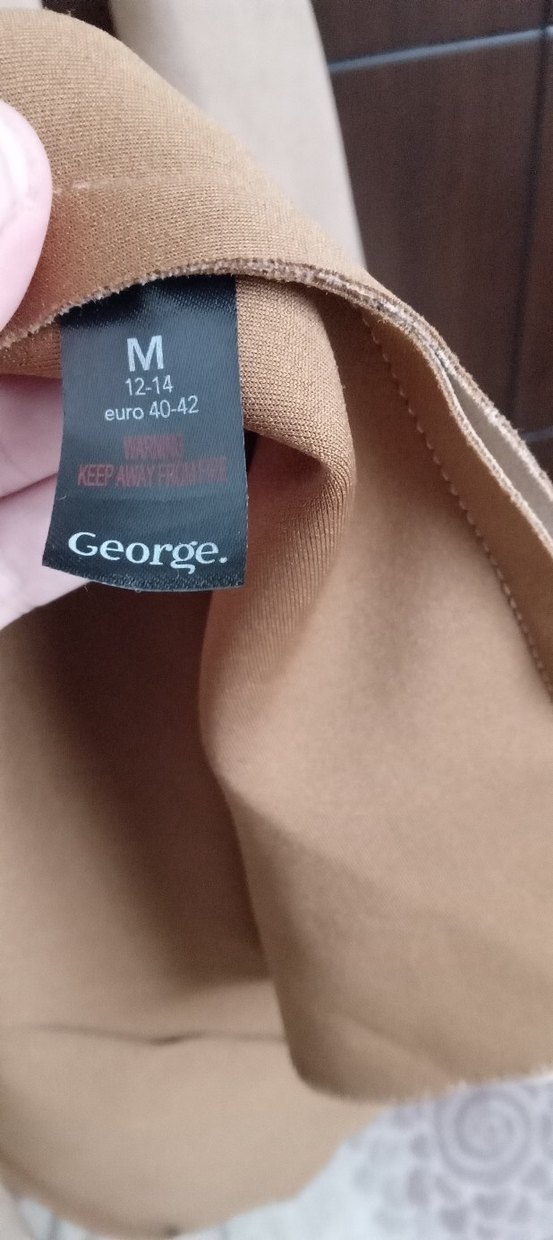 M
12-14
euro 40-42
WARNING
KEEP AWAY FROM FIRE
George.